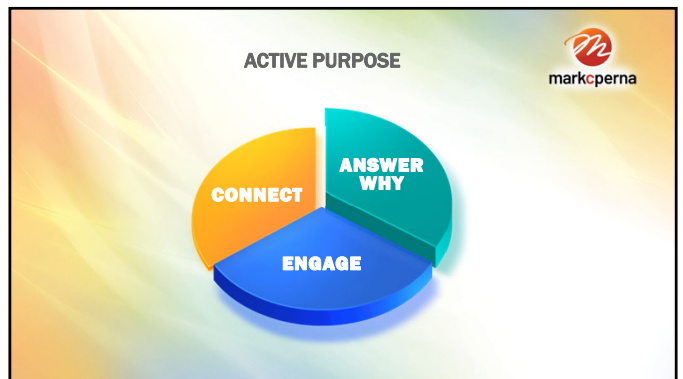 ACTIVE PURPOSE
markcperna
ANSWER
WHY
CONNECT
ENGAGE